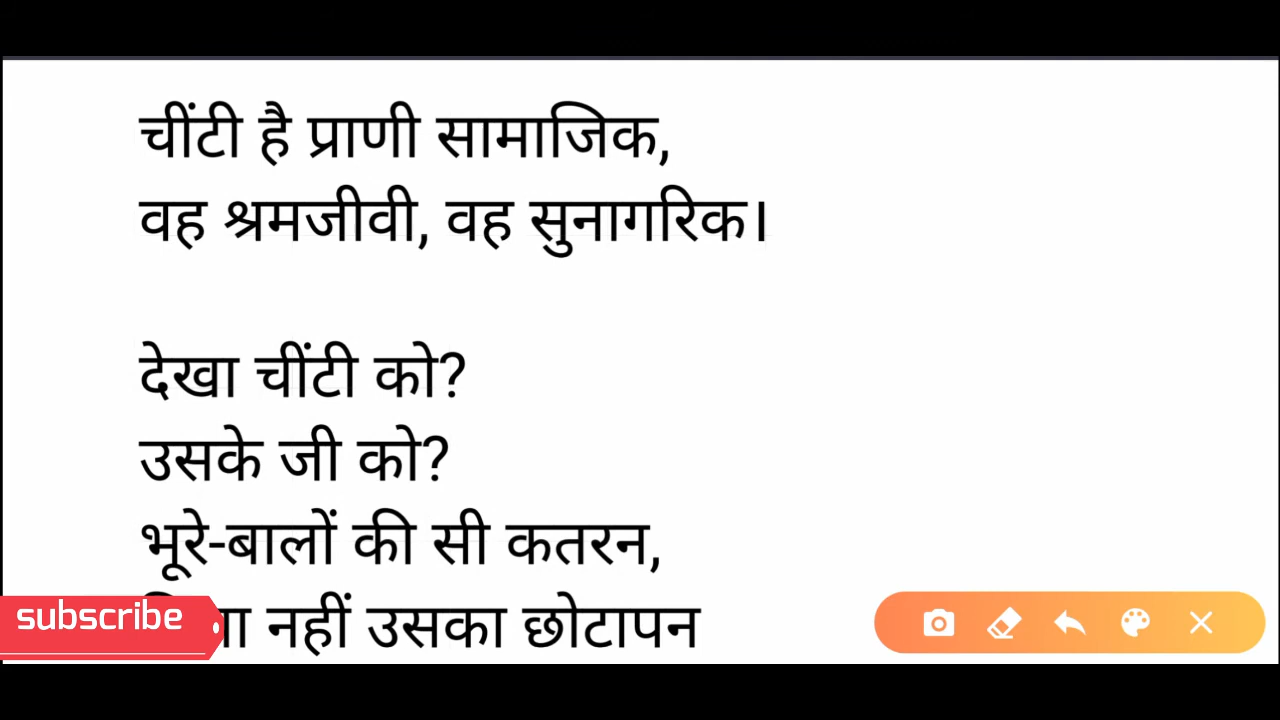 चींटी है प्राणी सामाजिक,
वह श्रमजीवी, वह सुनागरिक।
देखा चींटी को?
उसके जी को?
भूरे-बालों की सी कतरन,
नहीं उसका छोटापन
subscribe